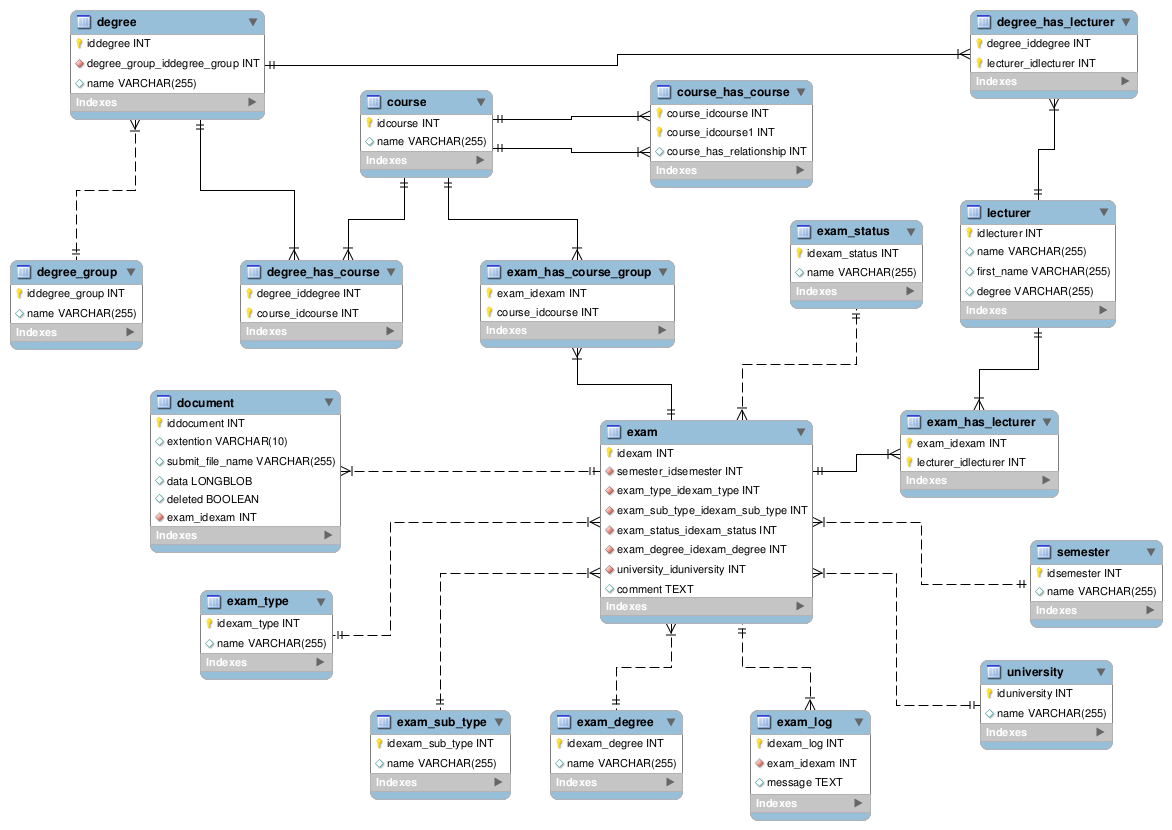 degree
iddegree INT
degree_group_iddegree_group INT
name VARCHAR(255)
Indexes
degree_has_lecturer
degree_iddegree INT
lecturer_idlecturer INT
Indexes
course
idcourse INT
name VARCHAR(255)
Indexes
course_has_course
course_idcourse INT
course_idcourse1 INT
course_has_relationship INT
Indexes
degree_group
iddegree_group INT
name VARCHAR(255)
Indexes
degree_has_course
degree_iddegree INT
course_idcourse INT
Indexes
exam_has_course_group
exam_idexam INT
course_idcourse INT
Indexes
exam_status
idexam_status INT
name VARCHAR(255)
Indexes
lecturer
idlecturer INT
name VARCHAR(255)
first_name VARCHAR(255)
degree VARCHAR(255)
Indexes
document
iddocument INT
extention VARCHAR(10)
submit_file_name VARCHAR(255)
data LONGBLOB
deleted BOOLEAN
exam_idexam INT
Indexes
exam
idexam INT
semester_idsemester INT
exam_type_idexam_type INT
exam_sub_type_idexam_sub_type INT
exam_status_idexam_status INT
exam_degree_idexam_degree INT
university_iduniversity INT
comment TEXT
Indexes
exam_has_lecturer
exam_idexam INT
lecturer_idlecturer INT
Indexes
semester
idsemester INT
name VARCHAR(255)
Indexes
exam_type
idexam_type INT
name VARCHAR(255)
Indexes
university
iduniversity INT
name VARCHAR(255)
Indexes
exam_sub_type
idexam_sub_type INT
name VARCHAR(255)
Indexes
exam_degree
idexam_degree INT
name VARCHAR(255)
Indexes
exam_log
idexam_log INT
exam_idexam INT
message TEXT
Indexes